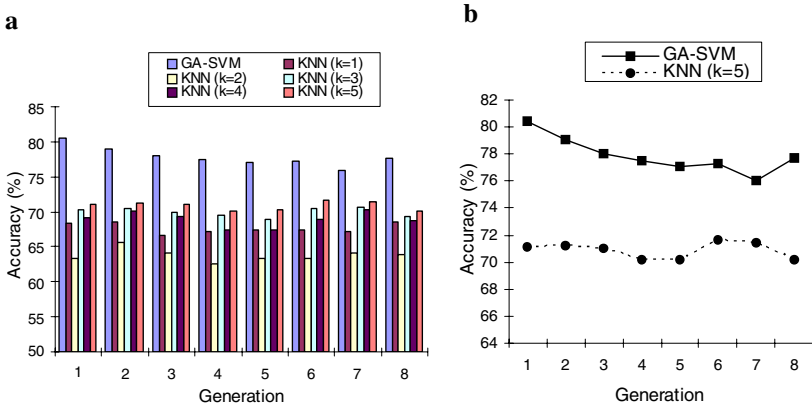 a
GA-SVM KNN (k=1)
KNN (k=2) KNN (k=3)
KNN (k=4) KNN (k=5)
Accuracy (%)
85
80
75
70
65
60
55
50
1 2 3 4 5 6 7 8
Generation
b
GA-SVM
KNN (k=5)
Accuracy (%)
82
80
78
76
74
72
70
68
66
64
1 2 3 4 5 6 7 8
Generation